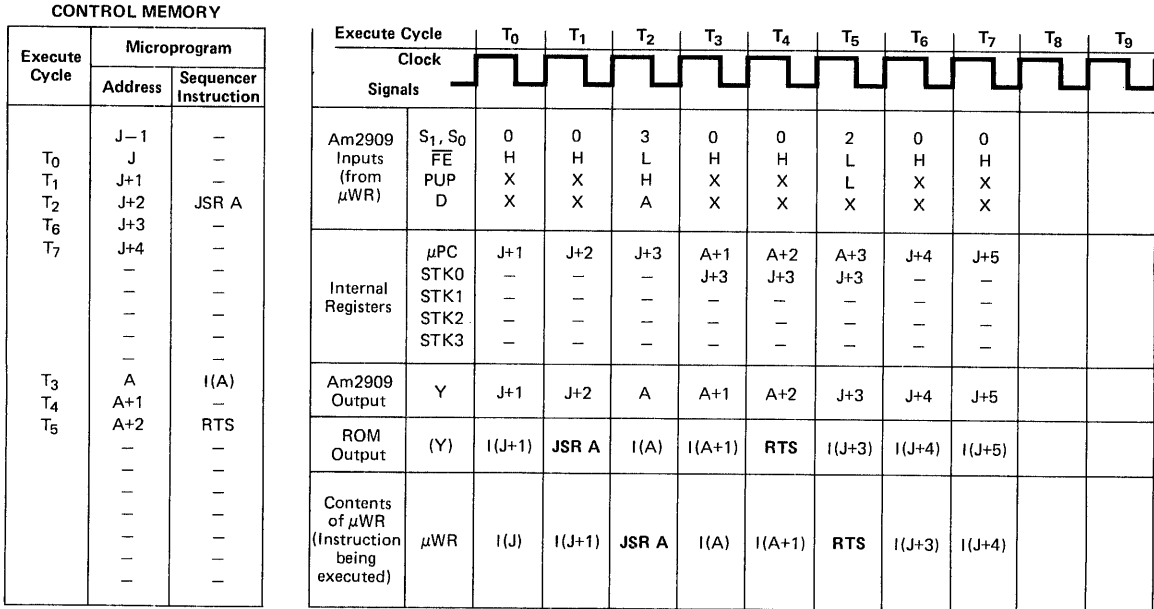 CONTROL MEMORY
Execute Cycle Microprogram
Address Sequencer Instruction
J–1 –
T0 J –
T1 J+1 –
T2 J+2 JSR A
T6 J+3 –
T7 J+4 –
– –
– –
– –
– –
– –
T3 A I(A)
T4 A+1 –
T5 A+2 RTS
– –
– –
– –
– –
– –
– –
– –
Execute Cycle T0 T1 T2 T3 T4 T5 T6 T7 T8 T9
Clock
Signals
Am2909 Inputs (from μWR)
S1, S0 0 0 3 0 0 2 0 0
F̅E̅ H H L H H L H H
PUP X X H X X L X X
D X X A X X X X X
Internal Registers
μPC J+1 J+2 J+3 A+1 A+2 A+3 J+4 J+5
STK0 – – – J+3 J+3 J+3 – –
STK1 – – – – – – – –
STK2 – – – – – – – –
STK3 – – – – – – – –
Am2909 Output Y J+1 J+2 A A+1 A+2 J+3 J+4 J+5
ROM Output (Y) I(J+1) JSR A I(A) I(A+1) RTS I(J+3) I(J+4) I(J+5)
Contents of μWR (Instruction being executed) μWR I(J) I(J+1) JSR A I(A) I(A+1) RTS I(J+3) I(J+4)